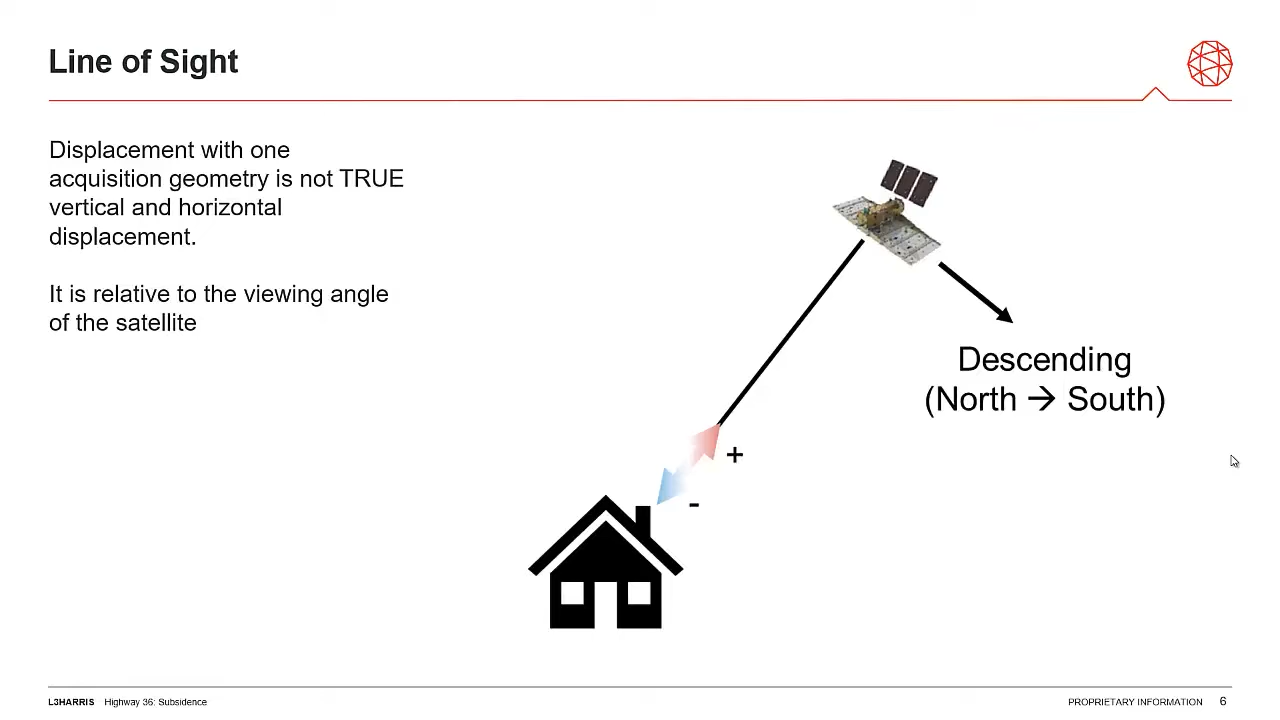 Line of Sight
Displacement with one
acquisition geometry is not TRUE
vertical and horizontal
displacement.
It is relative to the viewing angle
of the satellite
Descending
(North → South)
+
-
L3HARRIS Highway 36: Subsidence
PROPRIETARY INFORMATION 6